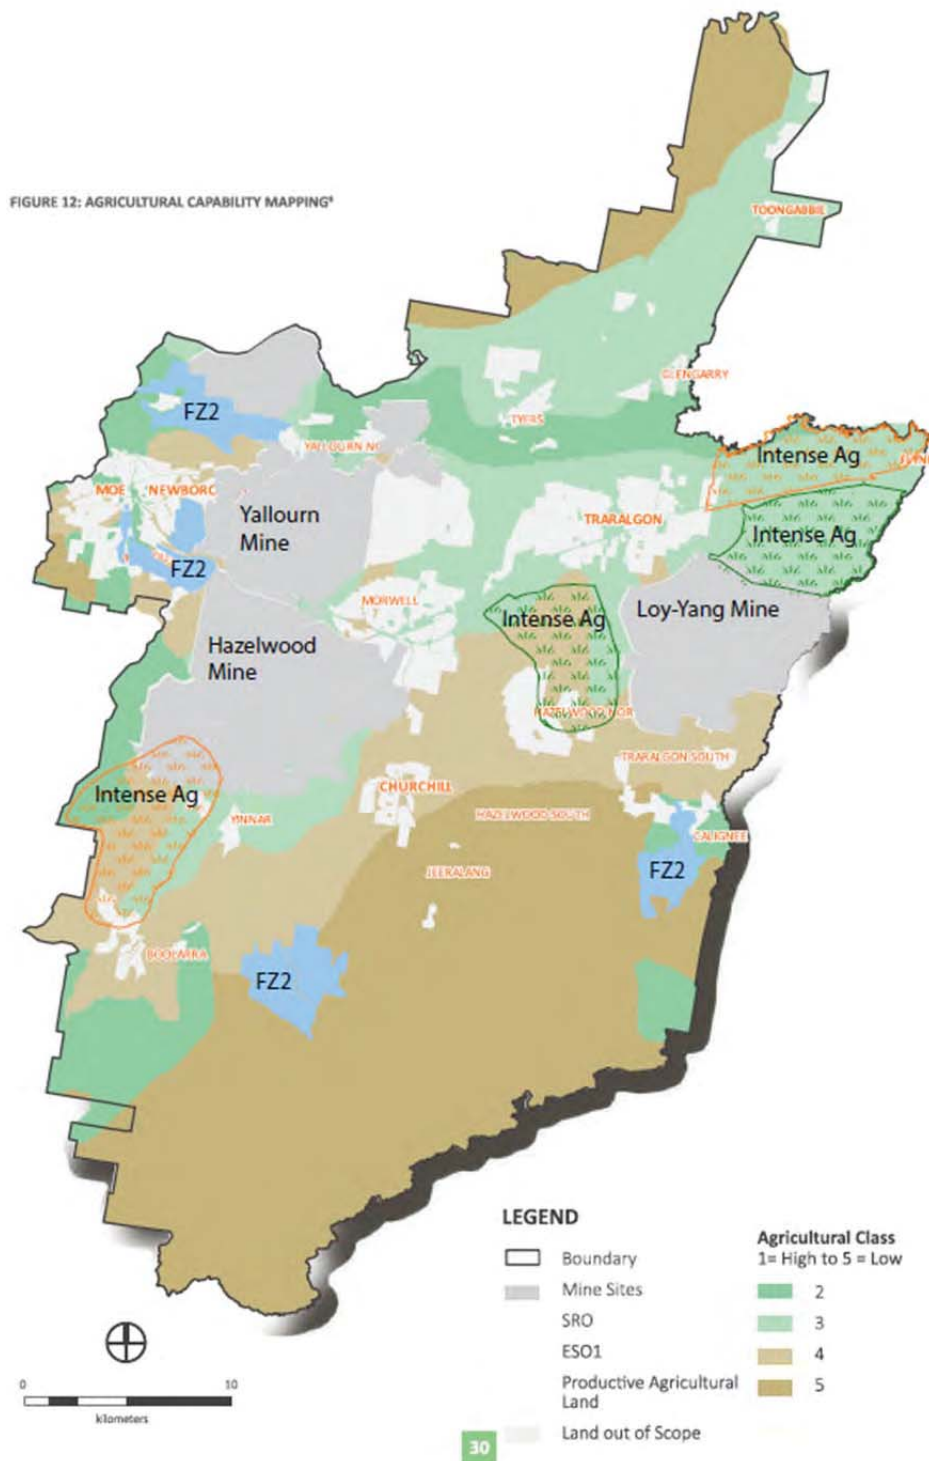 FIGURE 12: AGRICULTURAL CAPABILITY MAPPING
TOONGABBIE
GLENGARRY
FZ2
TYERS
YALLOURN NO
Intense Ag
MOE
NEWBORO
Yallourn
Mine
TRARALGON
Intense Ag
FZ2
MORWELL
Intense Ag
Loy-Yang Mine
Hazelwood
Mine
HAZELWOOD NOR
TRARALGON SOUTH
Intense Ag
CHURCHILL
YINNAR
HAZELWOOD SOUTH
CALIGNEE
JEERALANG
FZ2
BOOLARRA
FZ2
LEGEND
Boundary
Mine Sites
SRO
ESO1
Productive Agricultural
Land
Land out of Scope
Agricultural Class
1= High to 5 = Low
2
3
4
5
0
10
kilometers
30